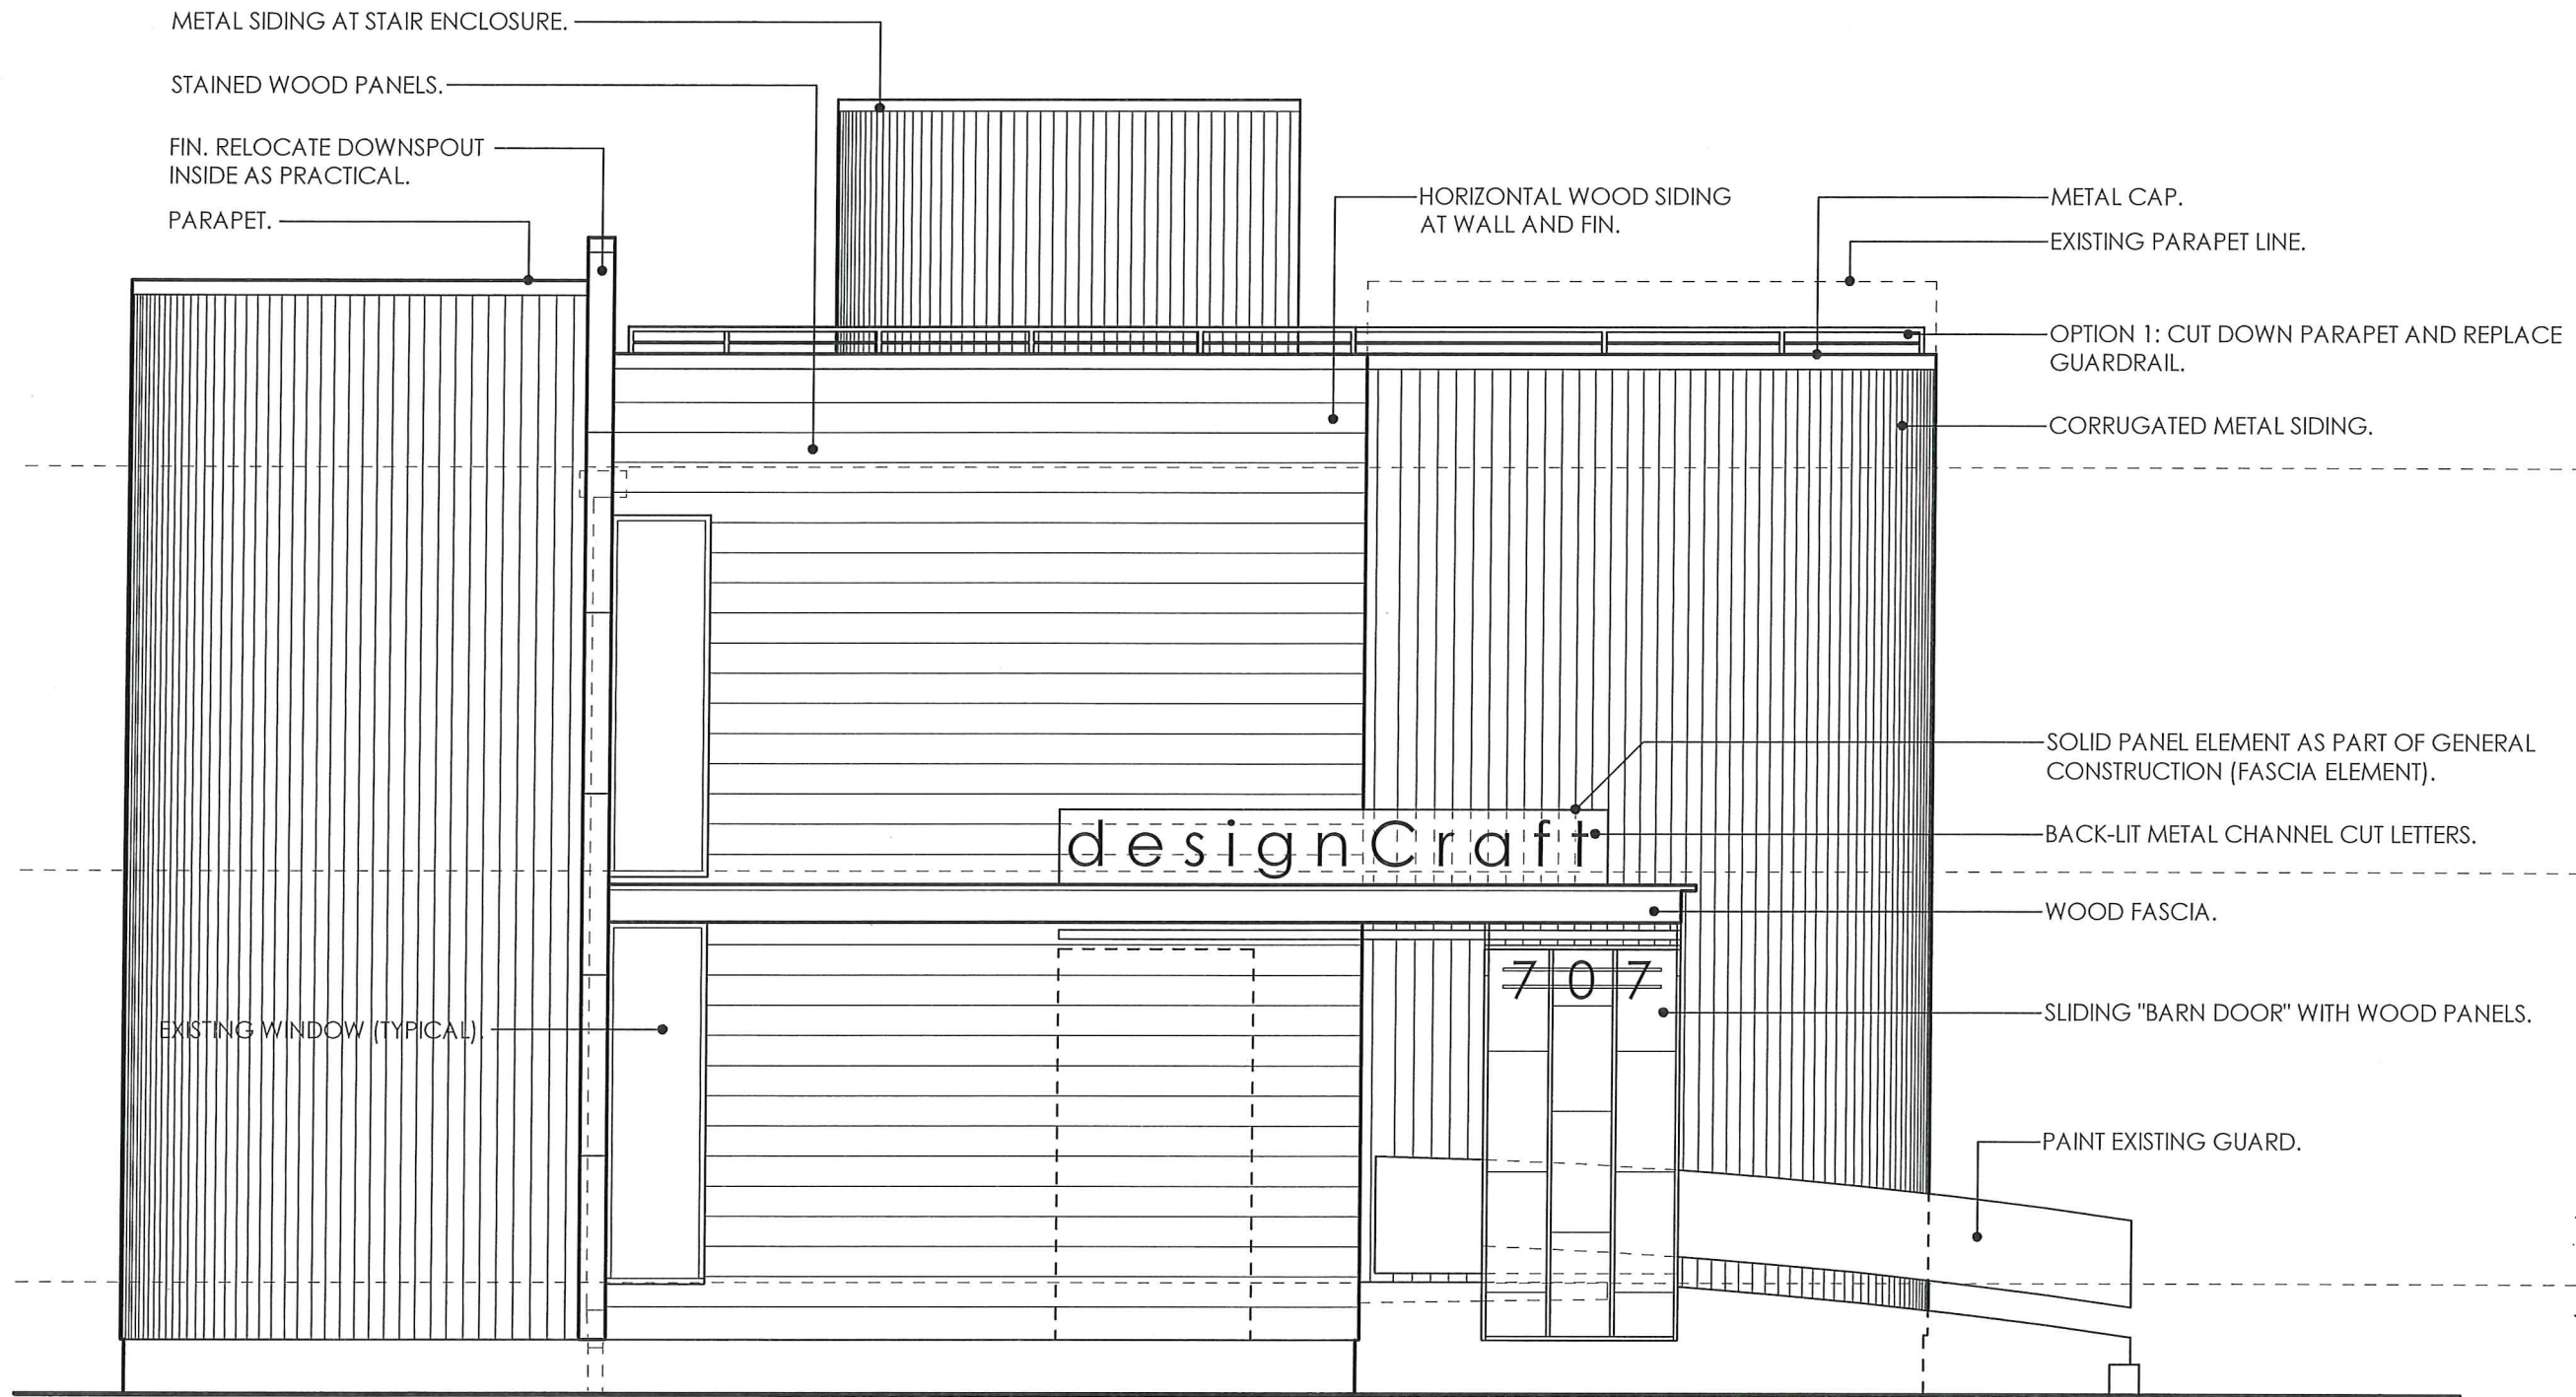 METAL SIDING AT STAIR ENCLOSURE.
STAINED WOOD PANELS.
FIN. RELOCATE DOWNSPOUT
INSIDE AS PRACTICAL.
PARAPET.
HORIZONTAL WOOD SIDING
AT WALL AND FIN.
METAL CAP.
EXISTING PARAPET LINE.
OPTION 1: CUT DOWN PARAPET AND REPLACE
GUARDRAIL.
CORRUGATED METAL SIDING.
SOLID PANEL ELEMENT AS PART OF GENERAL
CONSTRUCTION (FASCIA ELEMENT).
designCraft
BACK-LIT METAL CHANNEL CUT LETTERS.
WOOD FASCIA.
707
SLIDING "BARN DOOR" WITH WOOD PANELS.
EXISTING WINDOW (TYPICAL).
PAINT EXISTING GUARD.